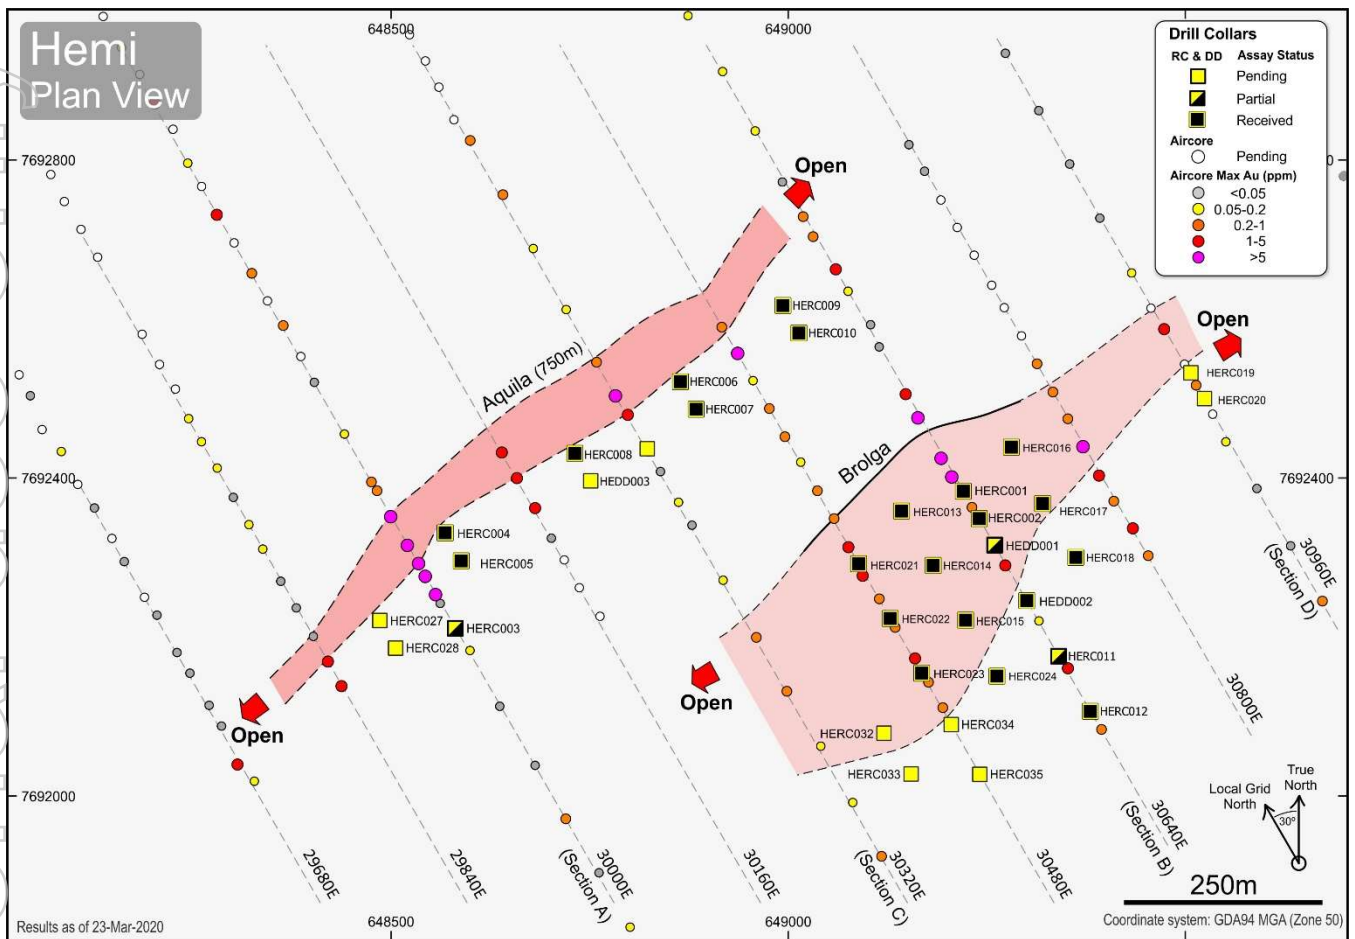 Hemi
Plan View
648500
649000
7692800
7692400
7692000
7692400
648500
649000
Drill Collars
RC & DD Assay Status
Pending
Partial
Received
Aircore
Pending
Aircore Max Au (ppm)
<0.05
0.05-0.2
0.2-1
1-5
>5
Open
Open
Open
Open
Aquila (750m)
Brolga
HERC009
HERC010
HERC006
HERC007
HERC008
HEDD003
HERC004
HERC005
HERC027
HERC028
HERC003
HERC019
HERC020
HERC016
HERC001
HERC013
HERC002
HERC017
HEDD001
HERC018
HERC021
HERC014
HEDD002
HERC022
HERC015
HERC011
HERC023
HERC024
HERC012
HERC032
HERC034
HERC033
HERC035
29680E
29840E
30000E
(Section A)
30160E
30320E
(Section C)
30480E
30640E
(Section B)
30800E
30960E
(Section D)
True
North
Local Grid
North
30º
250m
Results as of 23-Mar-2020
Coordinate system: GDA94 MGA (Zone 50)